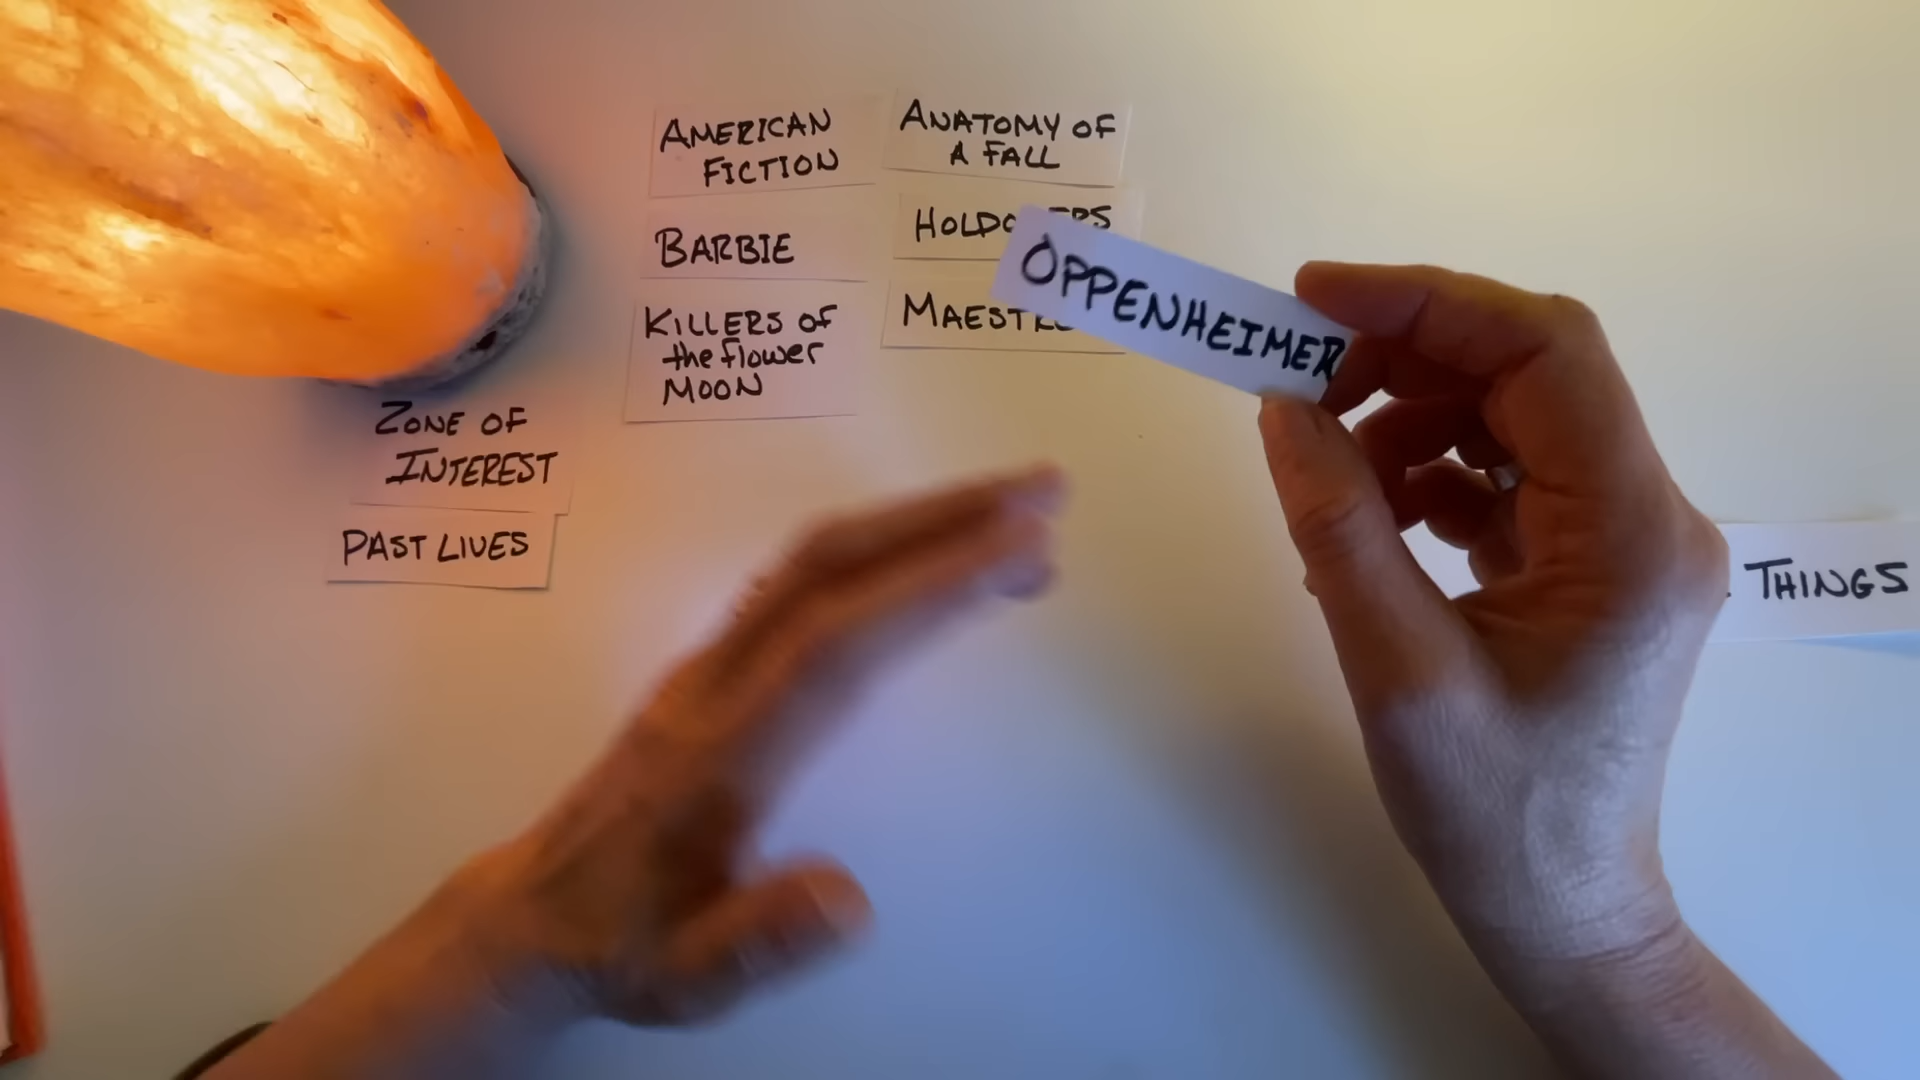 AMERICAN
FICTION
ANATOMY OF
A FALL
BARBIE
KILLERS OF
the flower
MOON
OPPENHEIMER
ZONE OF
INTEREST
PAST LIVES
THINGS